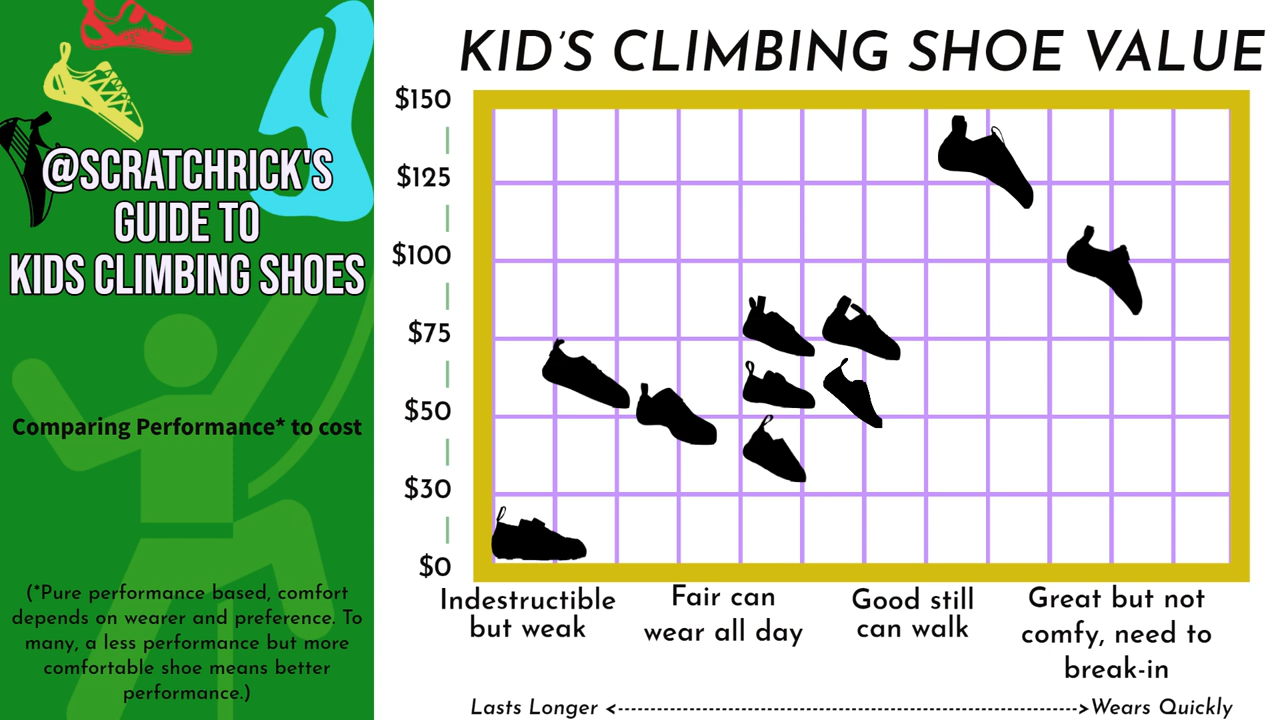 @SCRATCHRICK'S
GUIDE TO
KIDS CLIMBING SHOES
Comparing Performance* to cost
(*Pure performance based, comfort
depends on wearer and preference. To
many, a less performance but more
comfortable shoe means better
performance.)
KID'S CLIMBING SHOE VALUE
$150
$125
$100
$75
$50
$30
$0
Indestructible
but weak
Fair can
wear all day
Good still
can walk
Great but not
comfy, need to
break-in
Lasts Longer <-------------------------------------------------->Wears Quickly